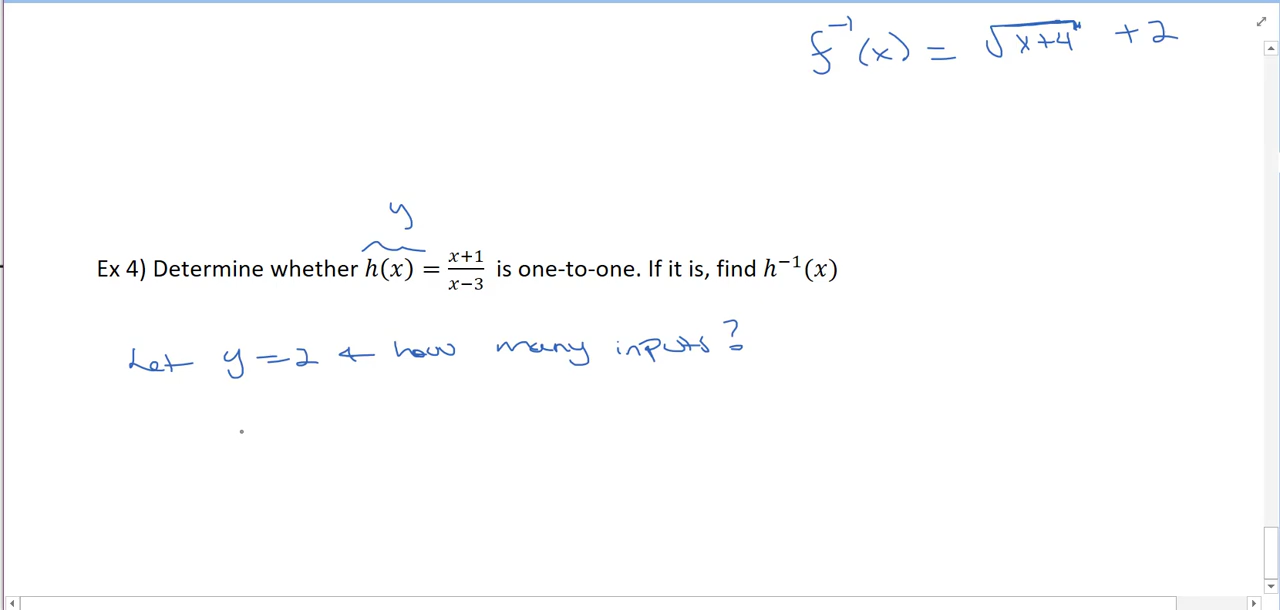 f⁻¹(x) = √(x+4) + 2
y
Ex 4) Determine whether h(x) = (x+1)/(x−3) is one-to-one. If it is, find h⁻¹(x)
Let y = 2 ← how many inputs?